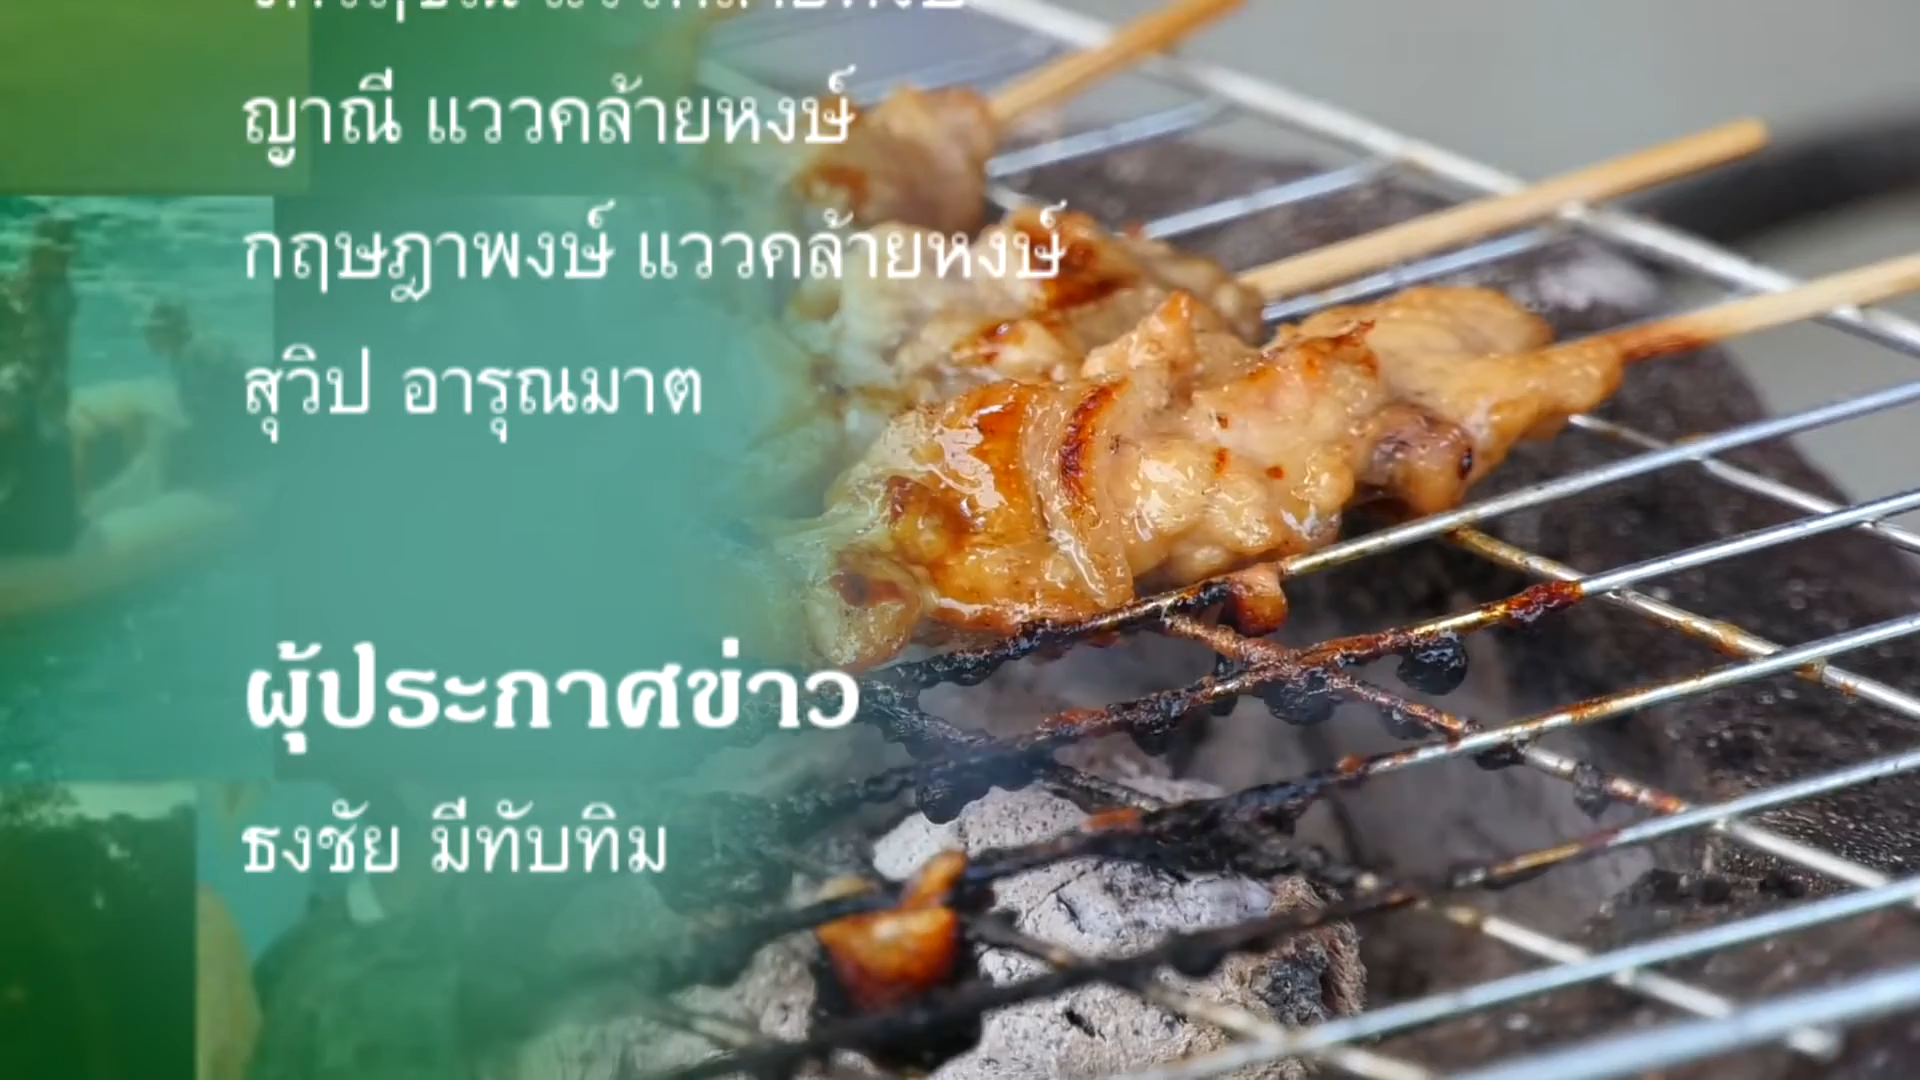 ญาณี แววคล้ายหงษ์
กฤษฎาพงษ์ แววคล้ายหงษ์
สุวิป อารุณมาต
ผุ้ประกาศข่าว
ธงชัย มีทับทิม